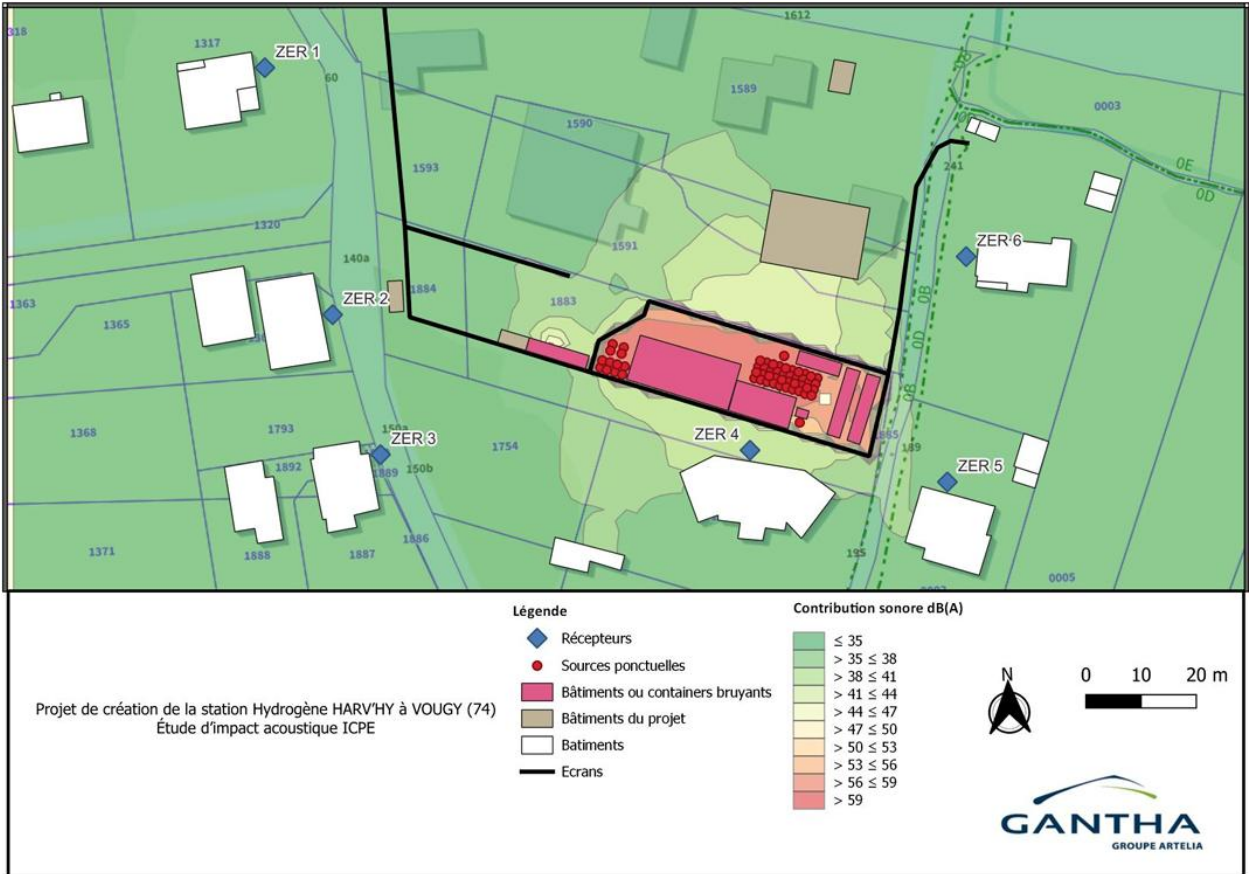 1612
318
1317
ZER 1
60
1589
0003
1590
1593
241
0E
0E
0D
1320
1591
ZER 6
140a
1884
ZER 2
1883
0B
0D
1363
1365
0B
1368
1793
150a
ZER 3
1754
ZER 4
189
1892
1889
150b
ZER 5
1371
1888
1887
1886
195
0005
Légende
Récepteurs
Sources ponctuelles
Bâtiments ou containers bruyants
Bâtiments du projet
Batiments
Ecrans
Contribution sonore dB(A)
≤ 35
> 35 ≤ 38
> 38 ≤ 41
> 41 ≤ 44
> 44 ≤ 47
> 47 ≤ 50
> 50 ≤ 53
> 53 ≤ 56
> 56 ≤ 59
> 59
N
0 10 20 m
Projet de création de la station Hydrogène HARV'HY à VOUGY (74)
Étude d'impact acoustique ICPE
GANTHA
GROUPE ARTELIA